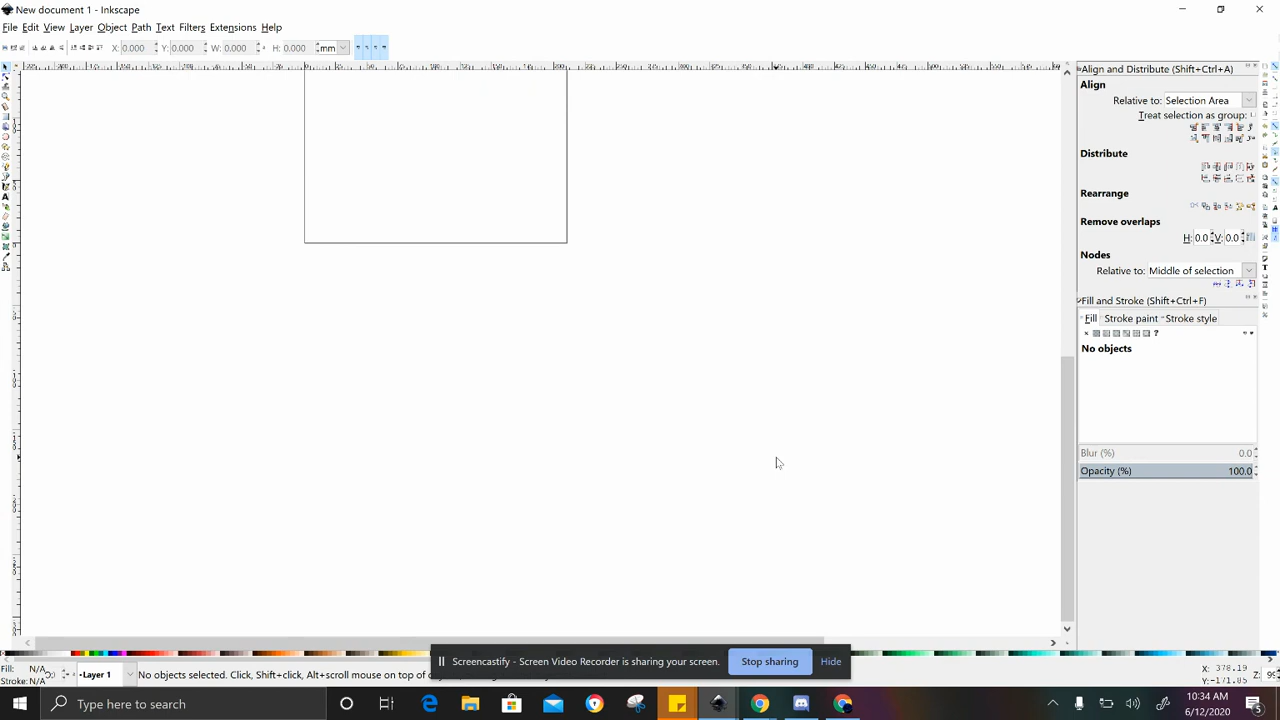 New document 1 - Inkscape
File Edit View Layer Object Path Text Filters Extensions Help
X: 0.000 Y: 0.000 W: 0.000 H: 0.000 mm
Align and Distribute (Shift+Ctrl+A)
Align
Relative to: Selection Area
Treat selection as group:
Distribute
Rearrange
Remove overlaps
H: 0.0 V: 0.0
Nodes
Relative to: Middle of selection
Fill and Stroke (Shift+Ctrl+F)
Fill Stroke paint Stroke style
?
No objects
Blur (%) 0.0
Opacity (%) 100.0
Screencastify - Screen Video Recorder is sharing your screen. Stop sharing Hide
Fill: N/A
Stroke: N/A
Layer 1
No objects selected. Click, Shift+click, Alt+scroll mouse on top of
X: 378.19
Y: -171.85
Z:
Type here to search
10:34 AM
6/12/2020